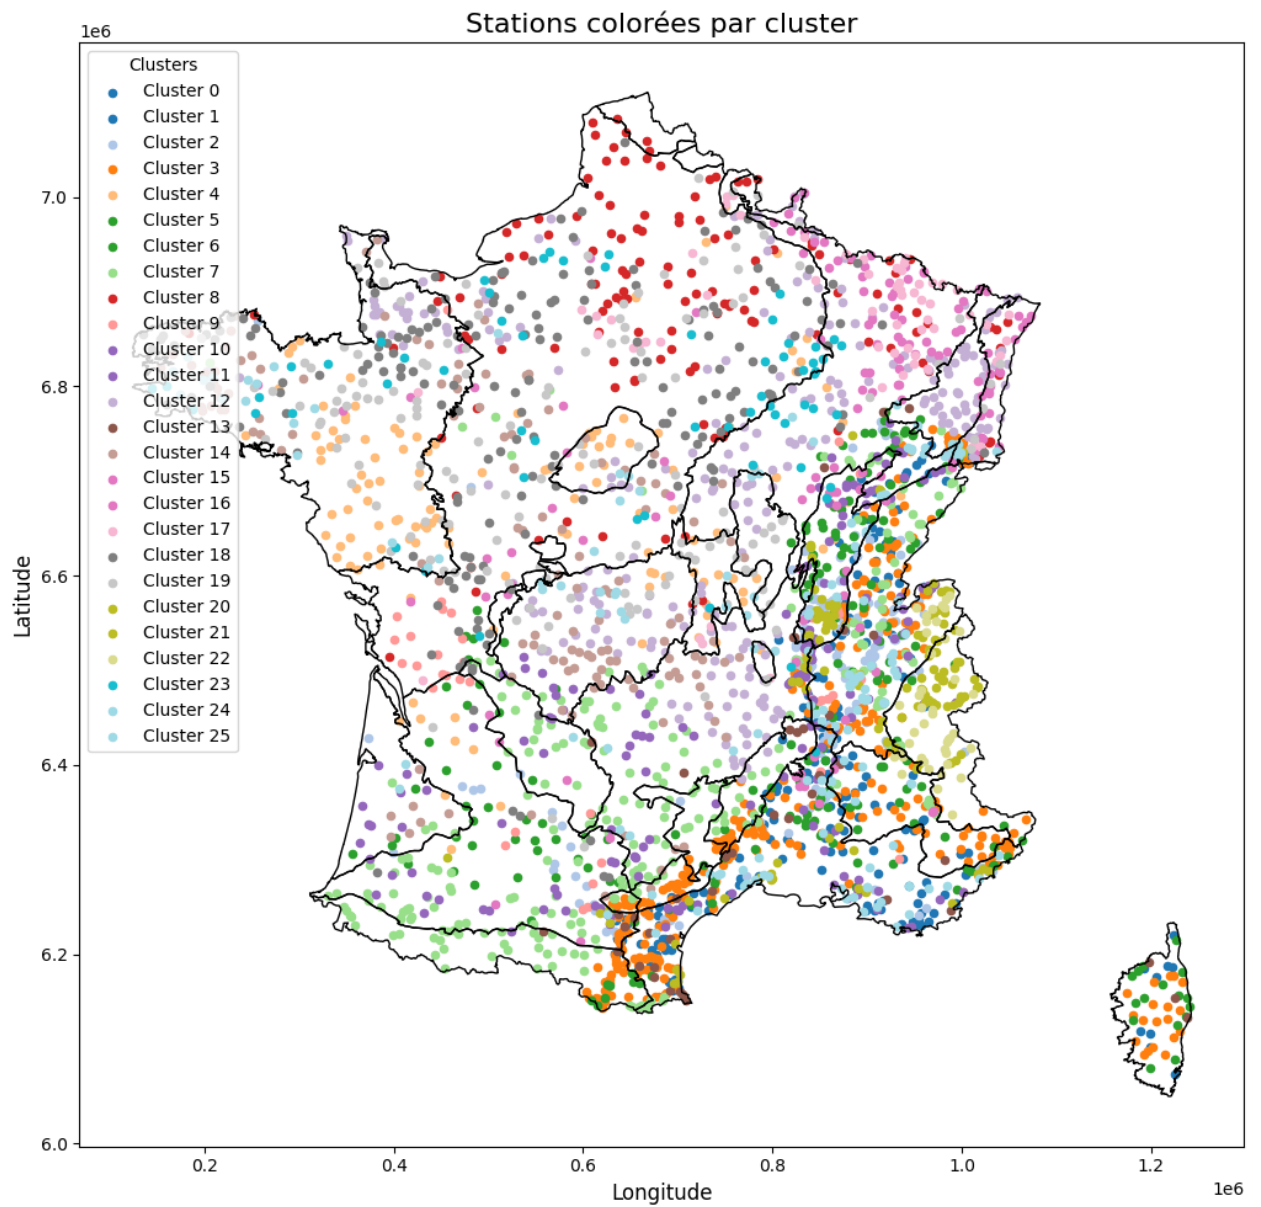 Stations colorées par cluster
1e6
Clusters
Cluster 0
Cluster 1
Cluster 2
Cluster 3
Cluster 4
Cluster 5
Cluster 6
Cluster 7
Cluster 8
Cluster 9
Cluster 10
Cluster 11
Cluster 12
Cluster 13
Cluster 14
Cluster 15
Cluster 16
Cluster 17
Cluster 18
Cluster 19
Cluster 20
Cluster 21
Cluster 22
Cluster 23
Cluster 24
Cluster 25
7.0
6.8
6.6
6.4
6.2
6.0
Latitude
0.2
0.4
0.6
0.8
1.0
1.2
1e6
Longitude